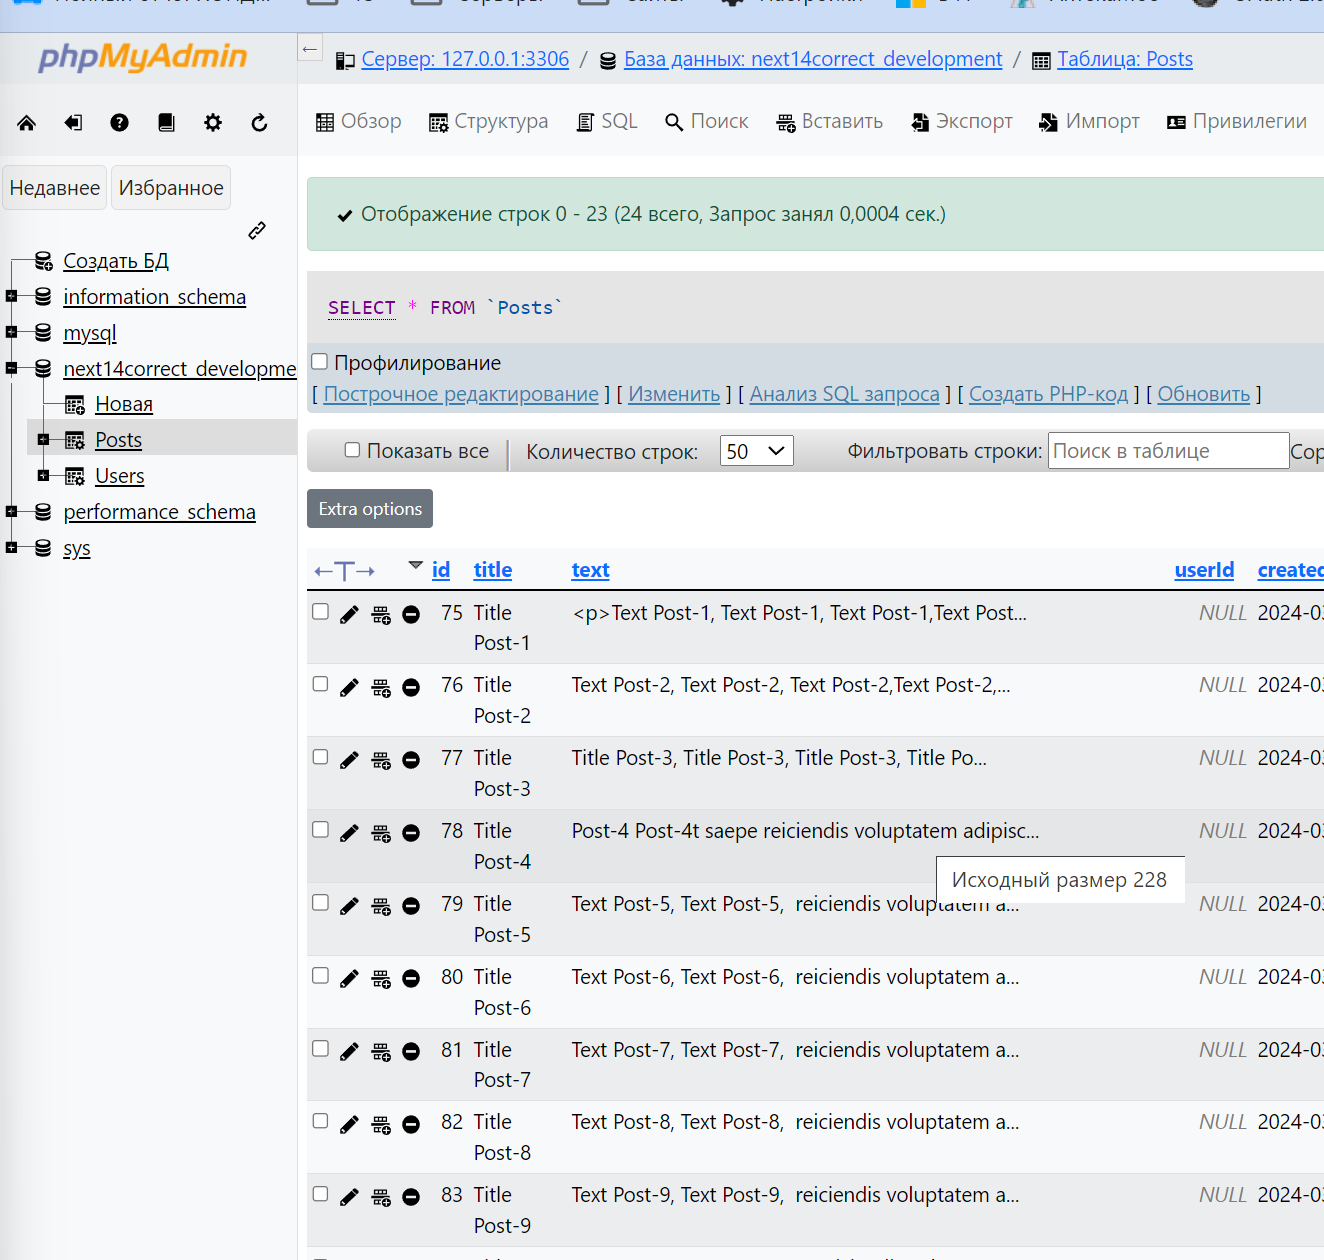 phpMyAdmin
Недавнее
Избранное
Создать БД
information_schema
mysql
next14correct_developme
Новая
Posts
Users
performance_schema
sys
Сервер: 127.0.0.1:3306 / База данных: next14correct_development / Таблица: Posts
Обзор Структура SQL Поиск Вставить Экспорт Импорт Привилегии
Отображение строк 0 - 23 (24 всего, Запрос занял 0,0004 сек.)
SELECT * FROM `Posts`
Профилирование
[ Построчное редактирование ] [ Изменить ] [ Анализ SQL запроса ] [ Создать PHP-код ] [ Обновить ]
Показать все Количество строк: 50 Фильтровать строки: Поиск в таблице Сор
Extra options
←T→ id title text userId created
75 Title Post-1 <p>Text Post-1, Text Post-1, Text Post-1,Text Post... NULL 2024-03
76 Title Post-2 Text Post-2, Text Post-2, Text Post-2,Text Post-2,... NULL 2024-03
77 Title Post-3 Title Post-3, Title Post-3, Title Post-3, Title Po... NULL 2024-03
78 Title Post-4 Post-4 Post-4t saepe reiciendis voluptatem adipisc... NULL 2024-03
Исходный размер 228
79 Title Post-5 Text Post-5, Text Post-5, reiciendis voluptatem a... NULL 2024-03
80 Title Post-6 Text Post-6, Text Post-6, reiciendis voluptatem a... NULL 2024-03
81 Title Post-7 Text Post-7, Text Post-7, reiciendis voluptatem a... NULL 2024-03
82 Title Post-8 Text Post-8, Text Post-8, reiciendis voluptatem a... NULL 2024-03
83 Title Post-9 Text Post-9, Text Post-9, reiciendis voluptatem a... NULL 2024-03